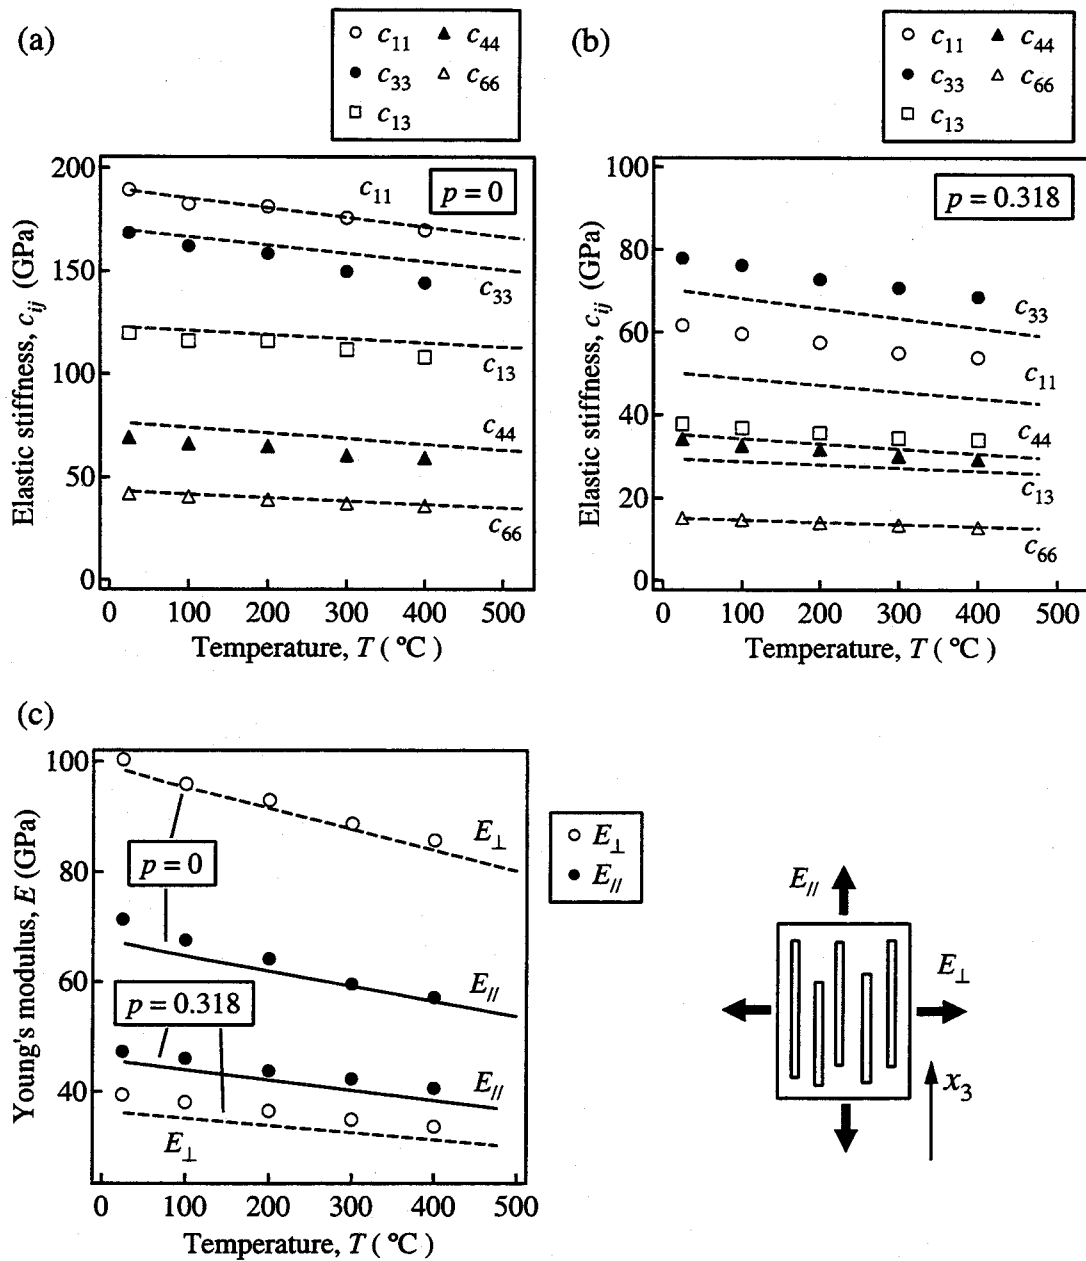 (a)
c11 c44
c33 c66
c13
200
150
100
50
0
Elastic stiffness, cij (GPa)
p = 0
c11
c33
c13
c44
c66
0 100 200 300 400 500
Temperature, T ( °C )
(b)
c11 c44
c33 c66
c13
100
80
60
40
20
0
Elastic stiffness, cij (GPa)
p = 0.318
c33
c11
c44
c13
c66
0 100 200 300 400 500
Temperature, T ( °C )
(c)
100
80
60
40
Young's modulus, E (GPa)
p = 0
p = 0.318
E⊥
E//
E//
E⊥
0 100 200 300 400 500
Temperature, T ( °C )
E⊥
E//
E//
E⊥
x3